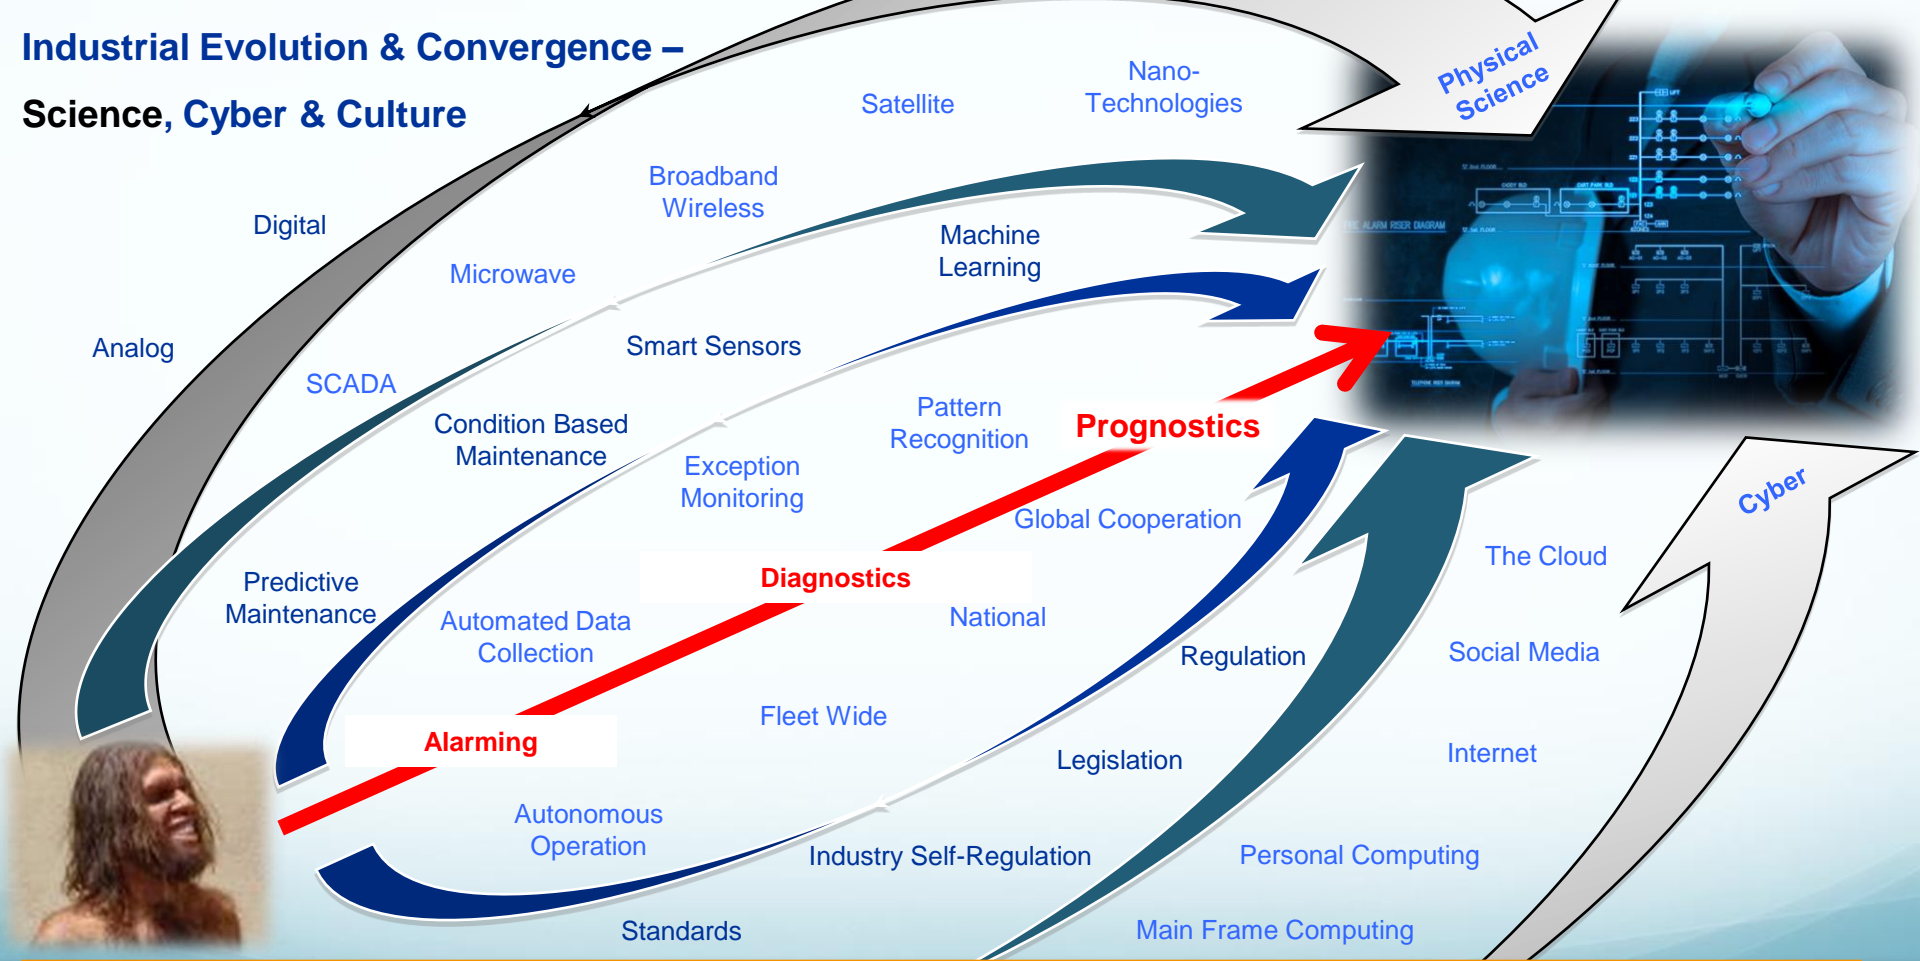 Industrial Evolution & Convergence –
Science, Cyber & Culture
Physical
Science
Nano-
Technologies
Satellite
Broadband
Wireless
Digital
Microwave
Machine
Learning
Analog
SCADA
Smart Sensors
Condition Based
Maintenance
Pattern
Recognition
Prognostics
Exception
Monitoring
Global Cooperation
Cyber
The Cloud
Predictive
Maintenance
Diagnostics
Automated Data
Collection
National
Regulation
Social Media
Alarming
Fleet Wide
Legislation
Internet
Autonomous
Operation
Industry Self-Regulation
Personal Computing
Standards
Main Frame Computing
ALARM RISER DIAGRAM